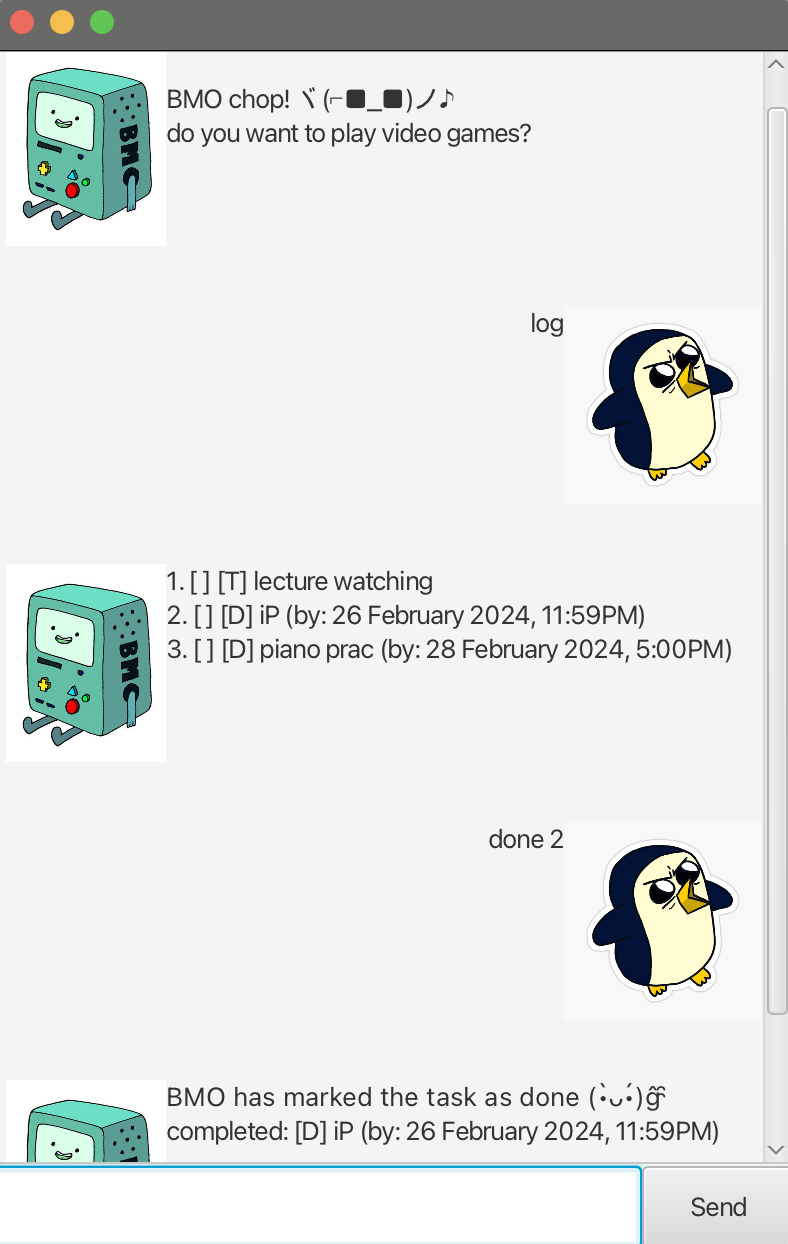 BMO chop! ヾ(⌐■_■)ノ♪
do you want to play video games?
BMO
log
1. [ ] [T] lecture watching
2. [ ] [D] iP (by: 26 February 2024, 11:59PM)
3. [ ] [D] piano prac (by: 28 February 2024, 5:00PM)
BMO
done 2
BMO has marked the task as done (•̀ᴗ•́)و ̑̑
completed: [D] iP (by: 26 February 2024, 11:59PM)
Send